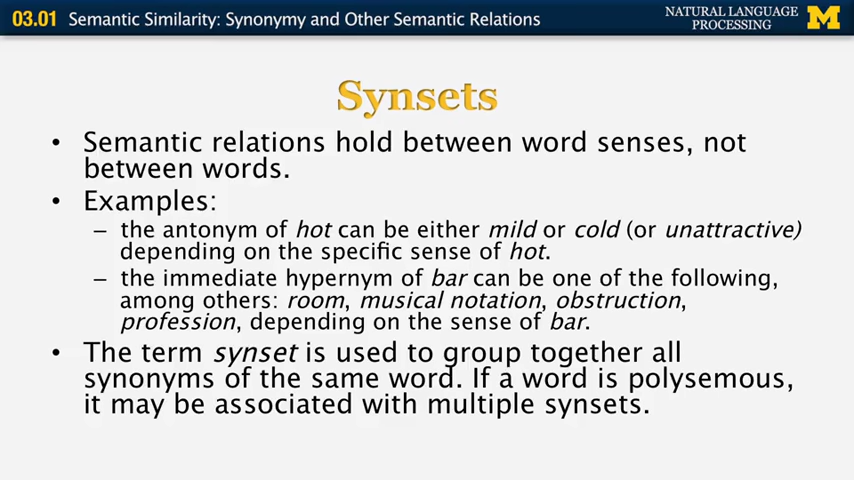 03.01 Semantic Similarity: Synonymy and Other Semantic Relations
NATURAL LANGUAGE
PROCESSING
M
Synsets
• Semantic relations hold between word senses, not
between words.
• Examples:
– the antonym of hot can be either mild or cold (or unattractive)
depending on the specific sense of hot.
– the immediate hypernym of bar can be one of the following,
among others: room, musical notation, obstruction,
profession, depending on the sense of bar.
• The term synset is used to group together all
synonyms of the same word. If a word is polysemous,
it may be associated with multiple synsets.